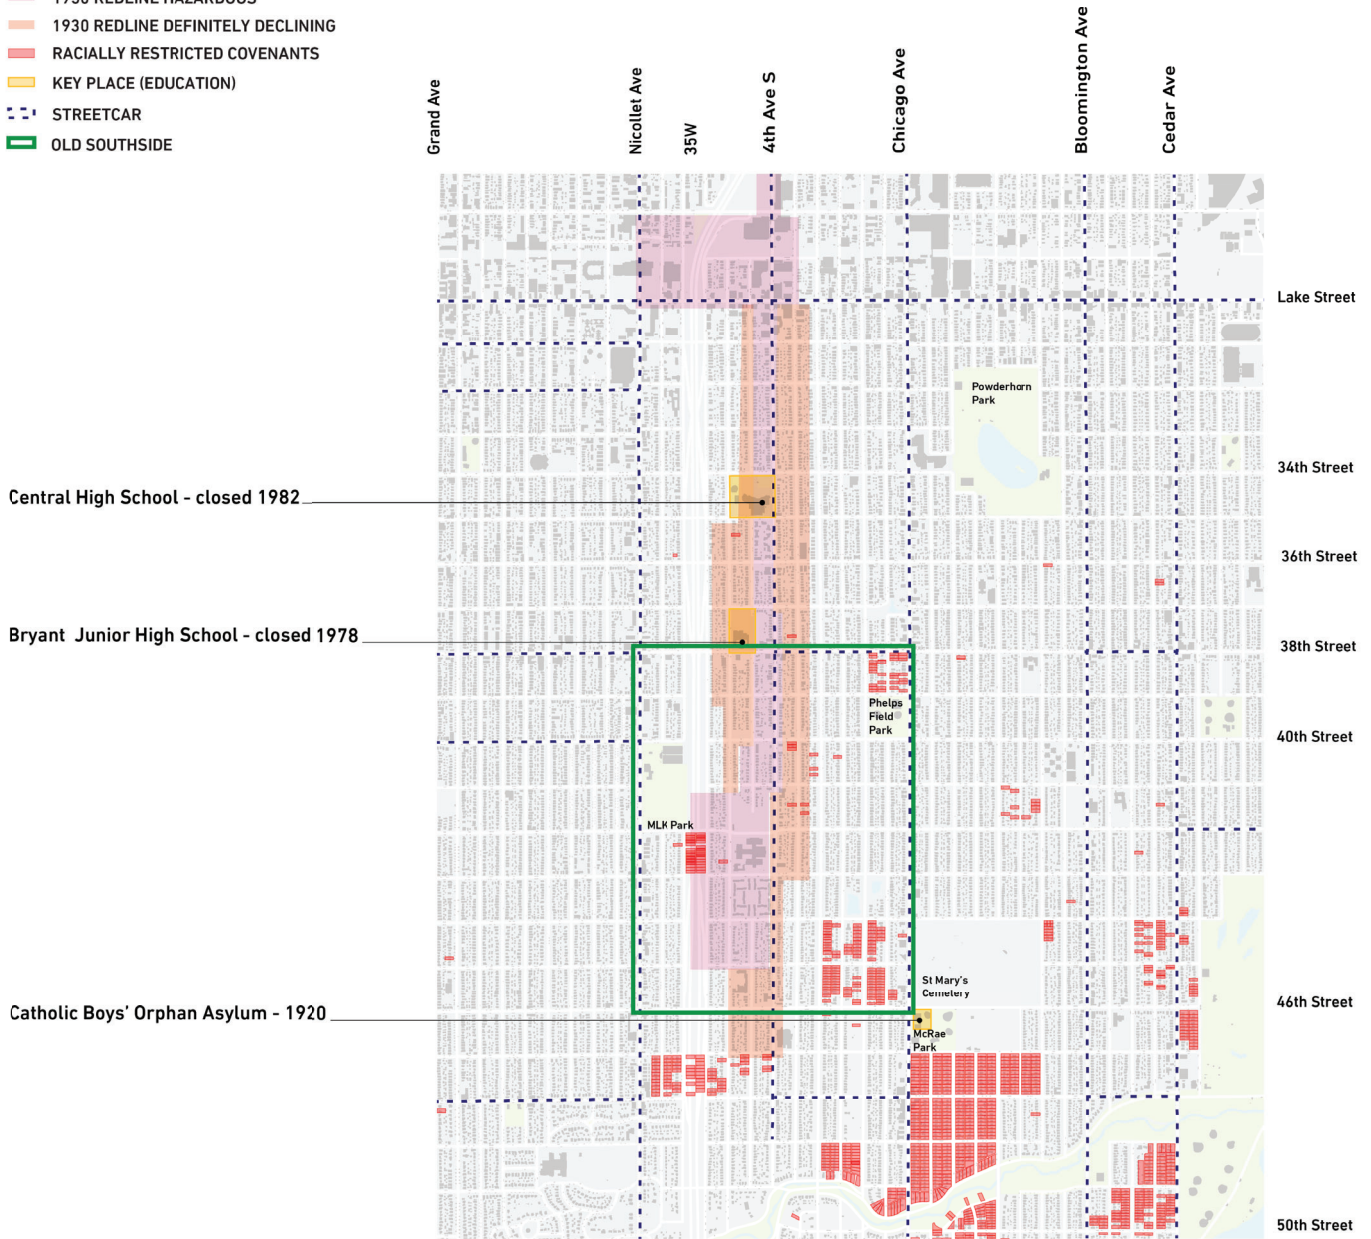 1930 REDLINE HAZARDOUS
1930 REDLINE DEFINITELY DECLINING
RACIALLY RESTRICTED COVENANTS
KEY PLACE (EDUCATION)
STREETCAR
OLD SOUTHSIDE
Grand Ave
Nicollet Ave
35W
4th Ave S
Chicago Ave
Bloomington Ave
Cedar Ave
Lake Street
Powderhorn
Park
34th Street
Central High School - closed 1982
36th Street
Bryant Junior High School - closed 1978
38th Street
Phelps
Field
Park
40th Street
MLK Park
St Mary's
Cemetery
46th Street
Catholic Boys' Orphan Asylum - 1920
McRae
Park
50th Street